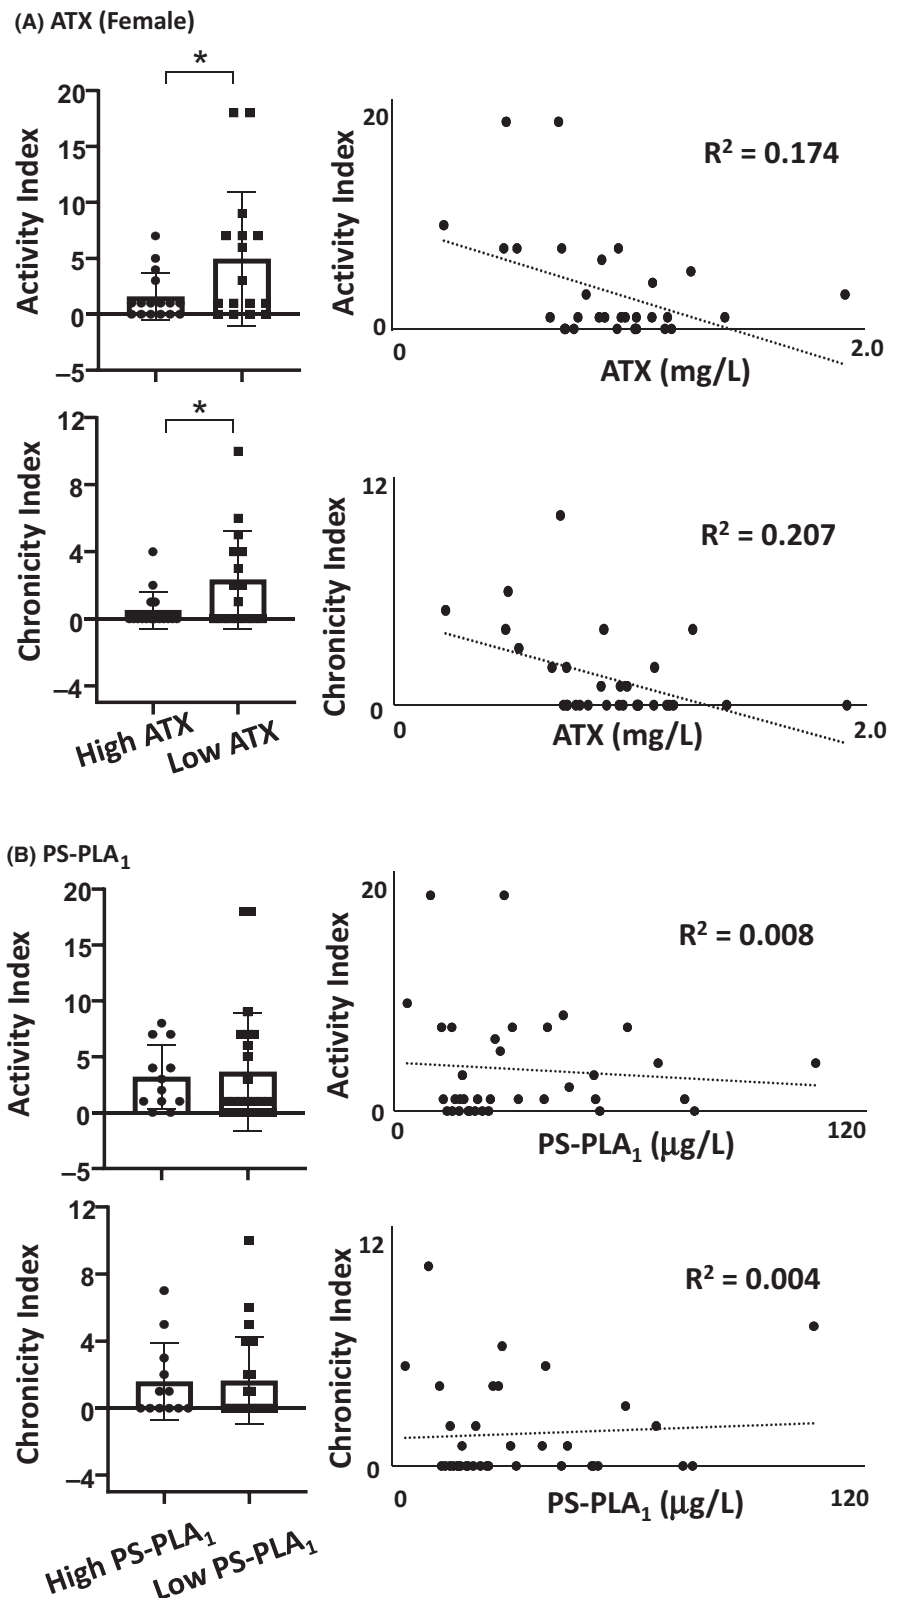 (A) ATX (Female)
*
20
15
10
5
0
–5
Activity Index
20
0
Activity Index
R² = 0.174
0
2.0
ATX (mg/L)
*
12
8
4
0
–4
Chronicity Index
High ATX
Low ATX
12
0
Chronicity Index
R² = 0.207
0
2.0
ATX (mg/L)
(B) PS-PLA₁
20
15
10
5
0
–5
Activity Index
20
0
Activity Index
R² = 0.008
0
120
PS-PLA₁ (μg/L)
12
8
4
0
–4
Chronicity Index
High PS-PLA₁
Low PS-PLA₁
12
0
Chronicity Index
R² = 0.004
0
120
PS-PLA₁ (μg/L)